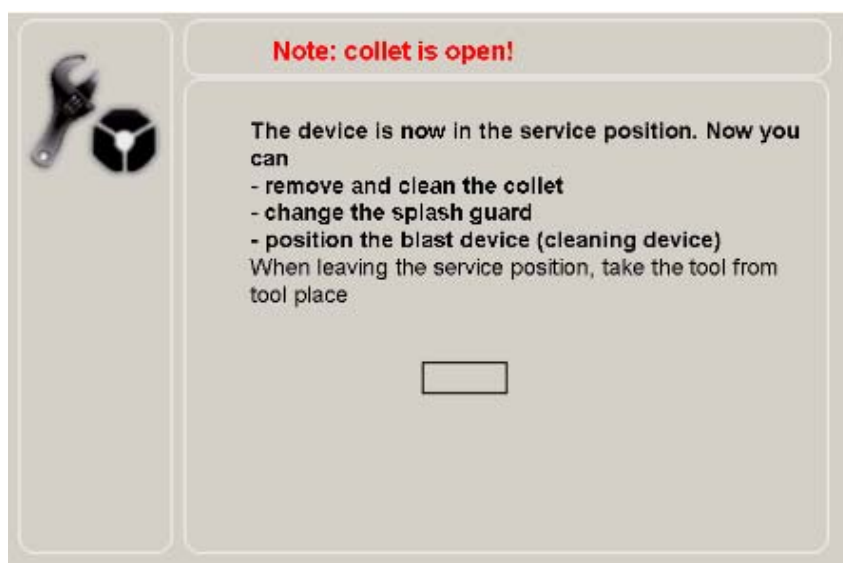 Note: collet is open!
The device is now in the service position. Now you
can
- remove and clean the collet
- change the splash guard
- position the blast device (cleaning device)
When leaving the service position, take the tool from
tool place